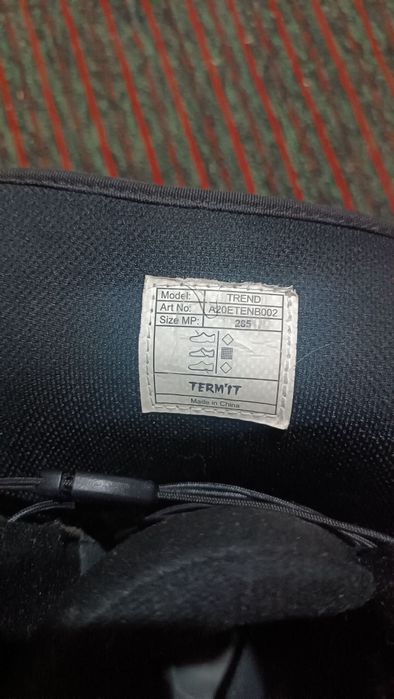 Model: TREND
Art No: A20ETENB002
Size MP: 285
TERM'IT
Made in China